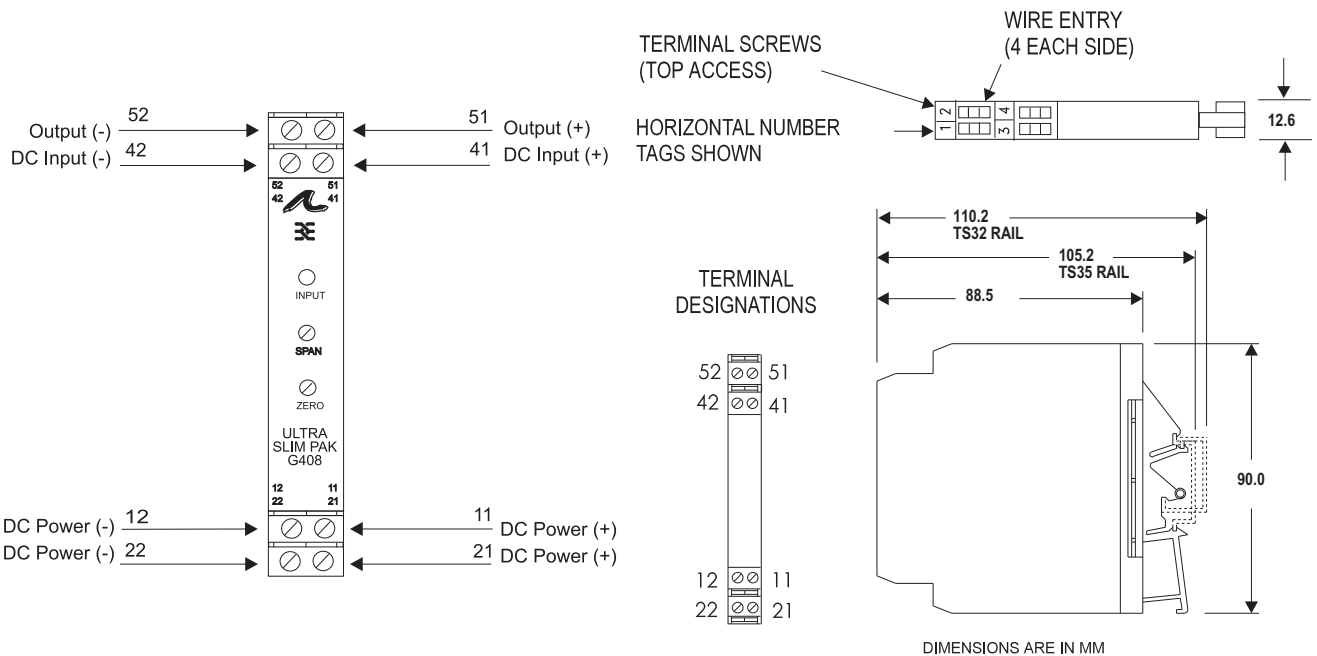 52
Output (-)
42
DC Input (-)
51
Output (+)
41
DC Input (+)
52 51
42 41
INPUT
SPAN
ZERO
ULTRA
SLIM PAK
G408
12 11
22 21
DC Power (-) 12
DC Power (-) 22
11
DC Power (+)
21 DC Power (+)
WIRE ENTRY
(4 EACH SIDE)
TERMINAL SCREWS
(TOP ACCESS)
HORIZONTAL NUMBER
TAGS SHOWN
2 4
1 3
12.6
110.2
TS32 RAIL
105.2
TS35 RAIL
88.5
90.0
TERMINAL
DESIGNATIONS
52 51
42 41
12 11
22 21
DIMENSIONS ARE IN MM